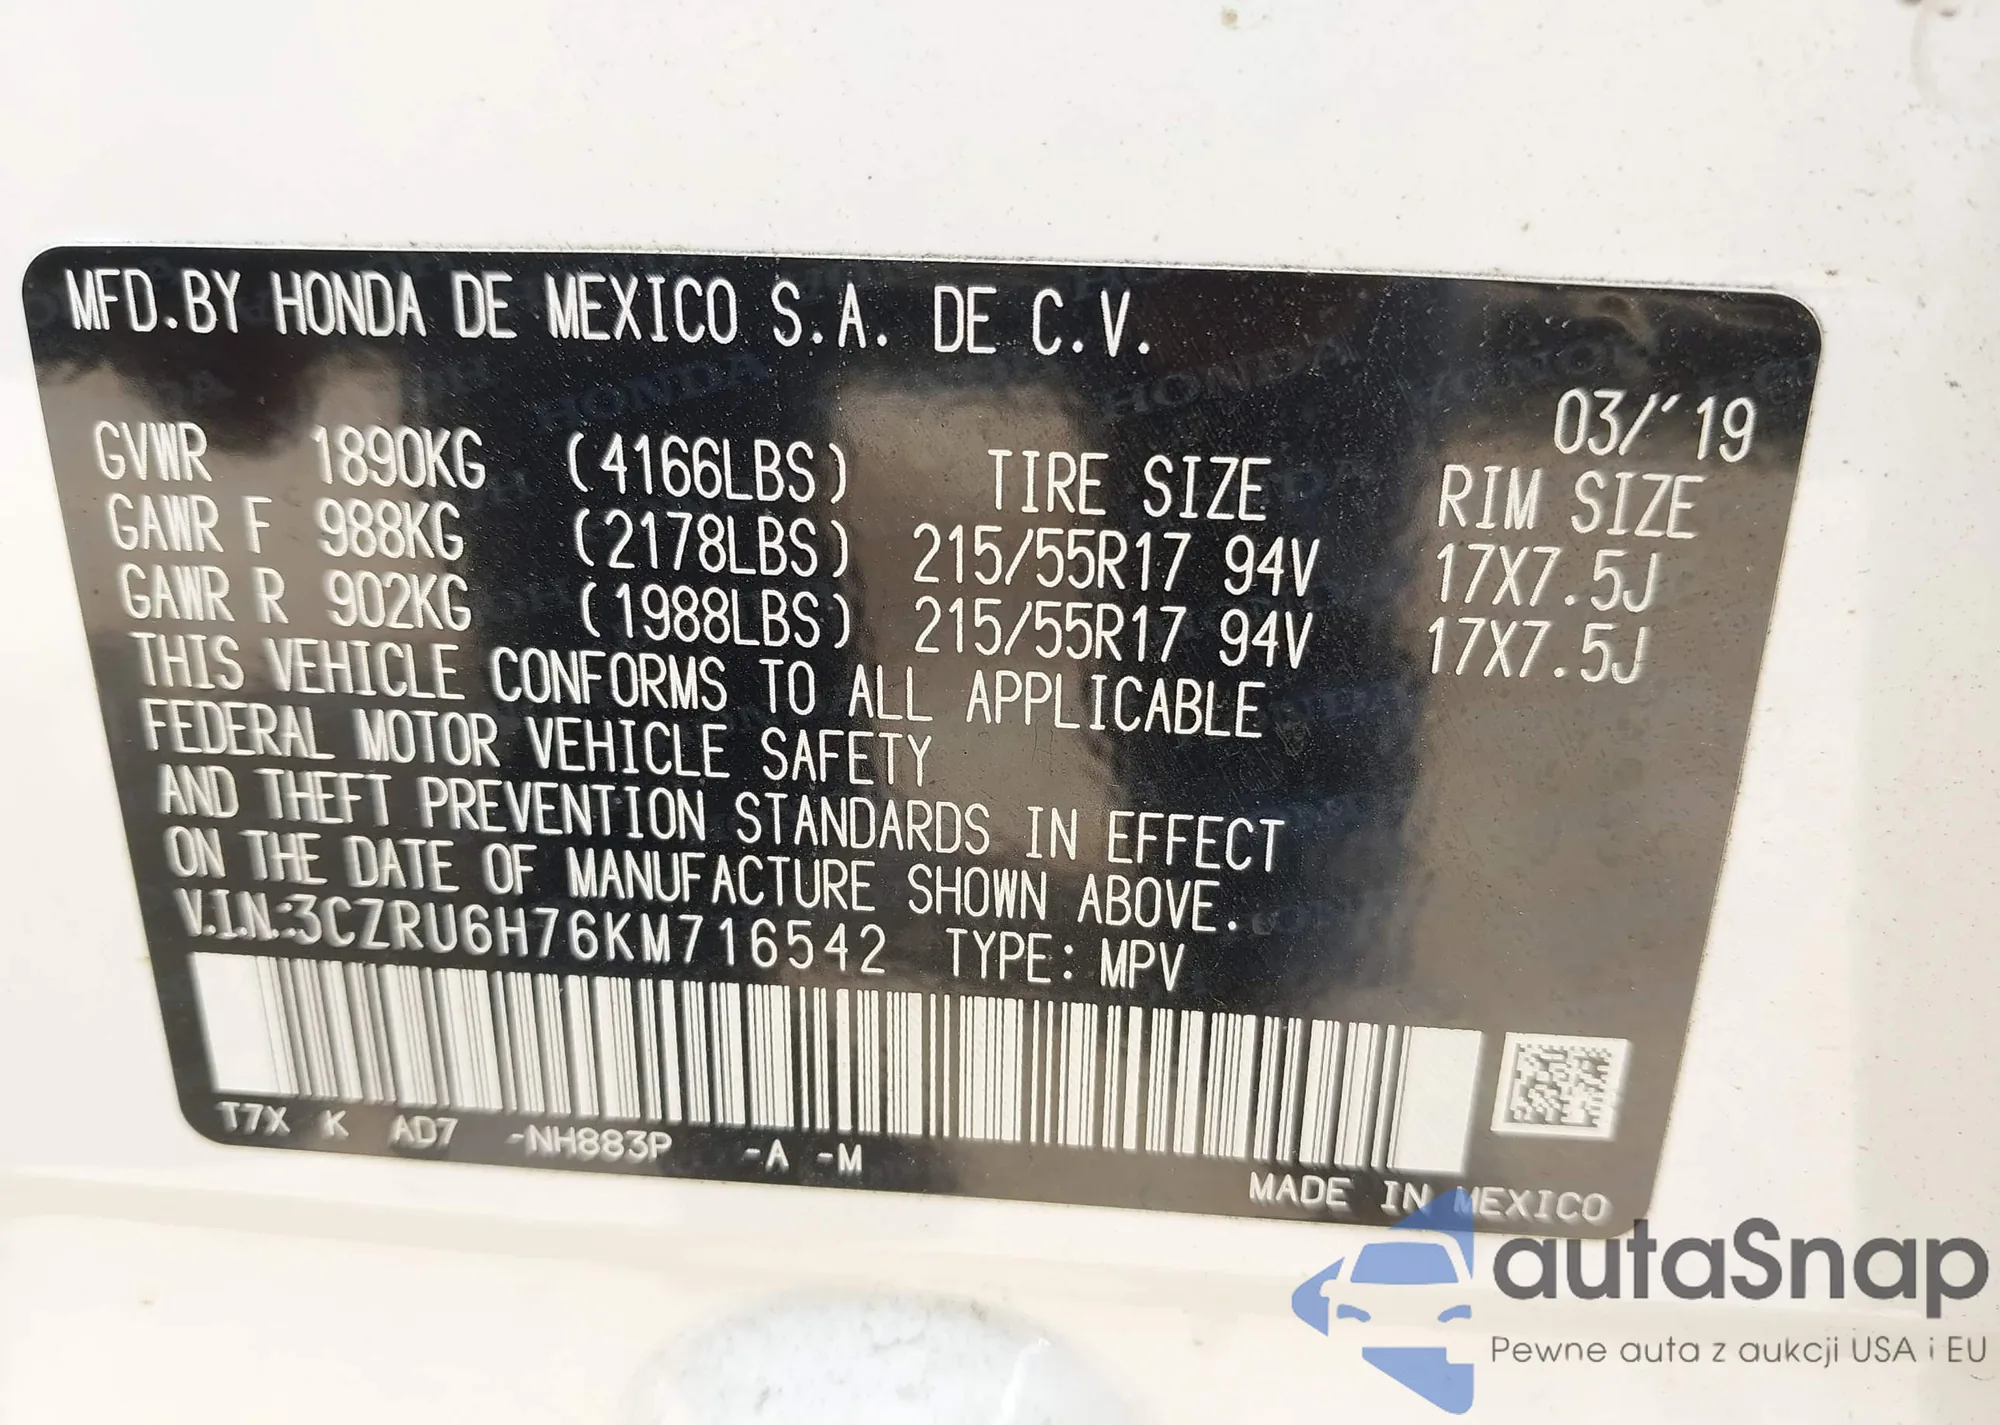 MFD.BY HONDA DE MEXICO S.A. DE C.V.
03/'19
GVWR 1890KG (4166LBS) TIRE SIZE RIM SIZE
GAWR F 988KG (2178LBS) 215/55R17 94V 17X7.5J
GAWR R 902KG (1988LBS) 215/55R17 94V 17X7.5J
THIS VEHICLE CONFORMS TO ALL APPLICABLE
FEDERAL MOTOR VEHICLE SAFETY
AND THEFT PREVENTION STANDARDS IN EFFECT
ON THE DATE OF MANUFACTURE SHOWN ABOVE.
V.I.N.:3CZRU6H76KM716542 TYPE: MPV
T7X K AD7 -NH883P -A -M
MADE IN MEXICO
autaSnap
Pewne auta z aukcji USA i EU